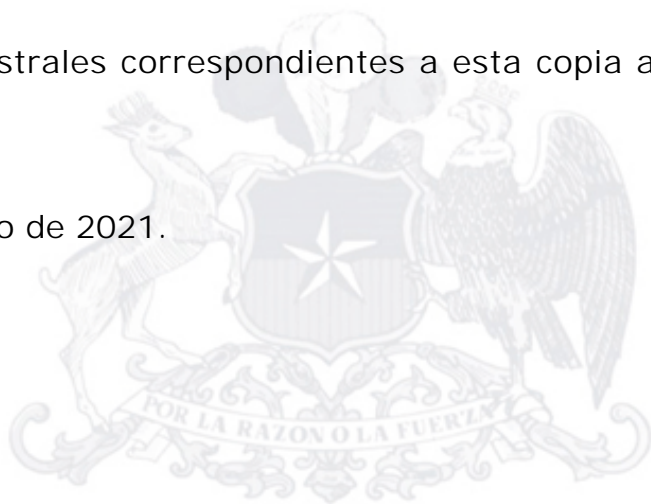 strales correspondientes a esta copia a
o de 2021.
POR LA RAZON O LA FUERZA